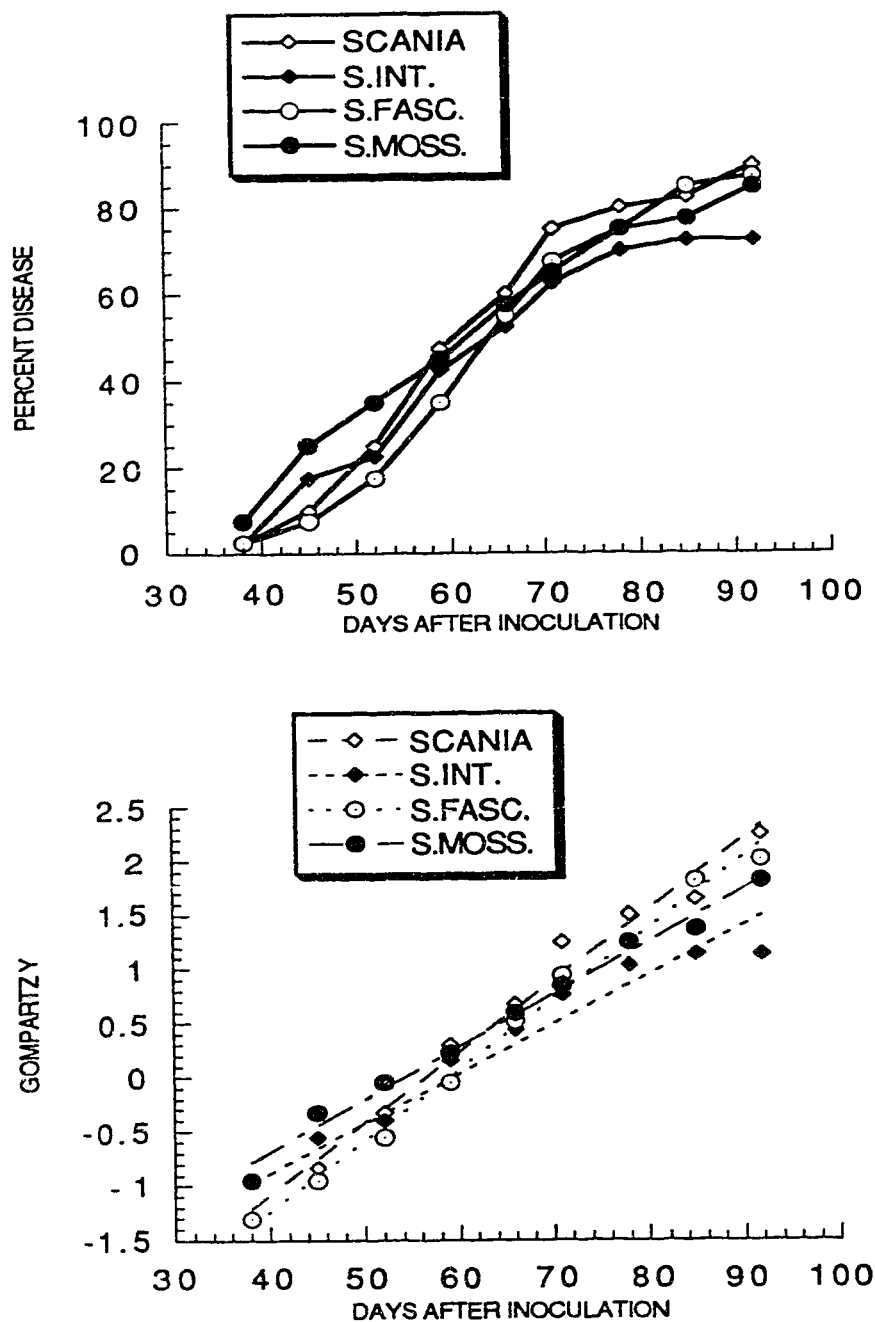 SCANIA
S.INT.
S.FASC.
S.MOSS.
100
80
60
40
20
0
PERCENT DISEASE
30 40 50 60 70 80 90 100
DAYS AFTER INOCULATION
SCANIA
S.INT.
S.FASC.
S.MOSS.
2.5
2
1.5
1
0.5
0
-0.5
-1
-1.5
GOMPARTZ Y
30 40 50 60 70 80 90 100
DAYS AFTER INOCULATION